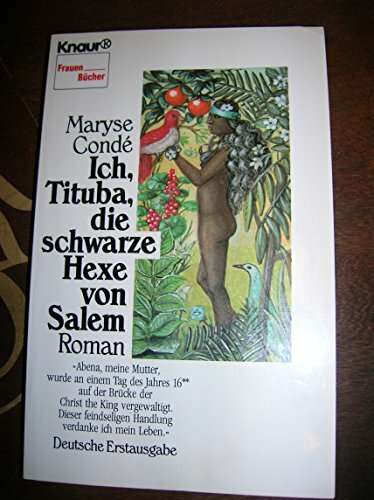 Knaur®
Frauen
Bücher
Maryse
Condé
Ich,
Tituba,
die
schwarze
Hexe
von
Salem
Roman
»Abena, meine Mutter,
wurde an einem Tag des Jahres 16**
auf der Brücke der
Christ the King vergewaltigt.
Dieser feindseligen Handlung
verdanke ich mein Leben.«
Deutsche Erstausgabe